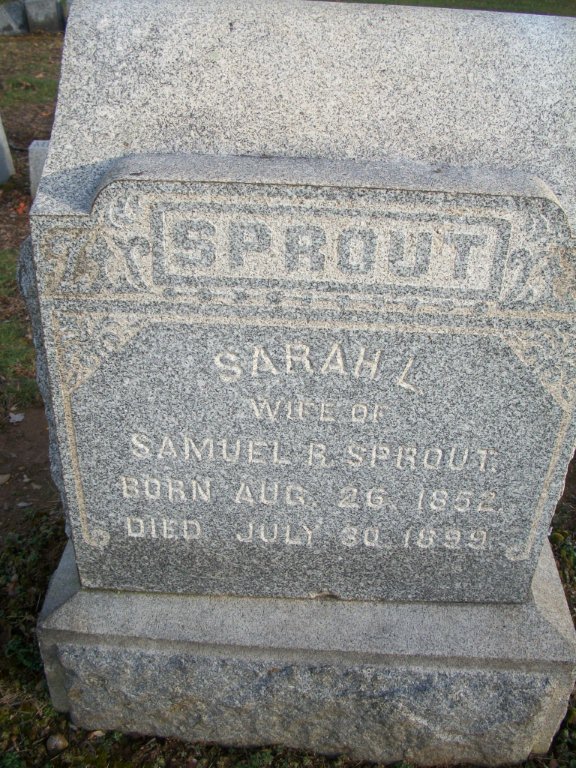 SPROUT
SARAH L
WIFE OF
SAMUEL R. SPROUT.
BORN AUG. 26. 1852.
DIED JULY 30. 1899.